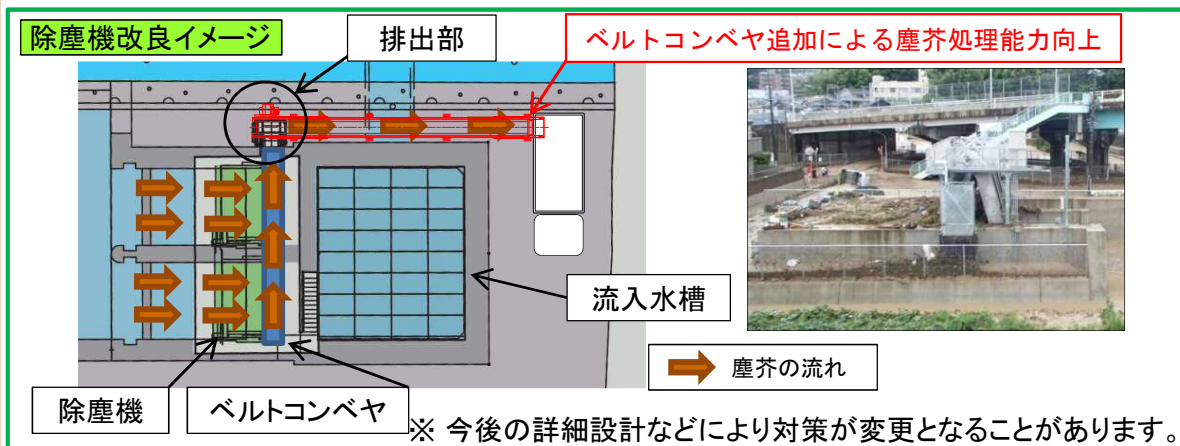 除塵機改良イメージ
排出部
ベルトコンベヤ追加による塵芥処理能力向上
流入水槽
塵芥の流れ
除塵機
ベルトコンベヤ
※ 今後の詳細設計などにより対策が変更となることがあります。